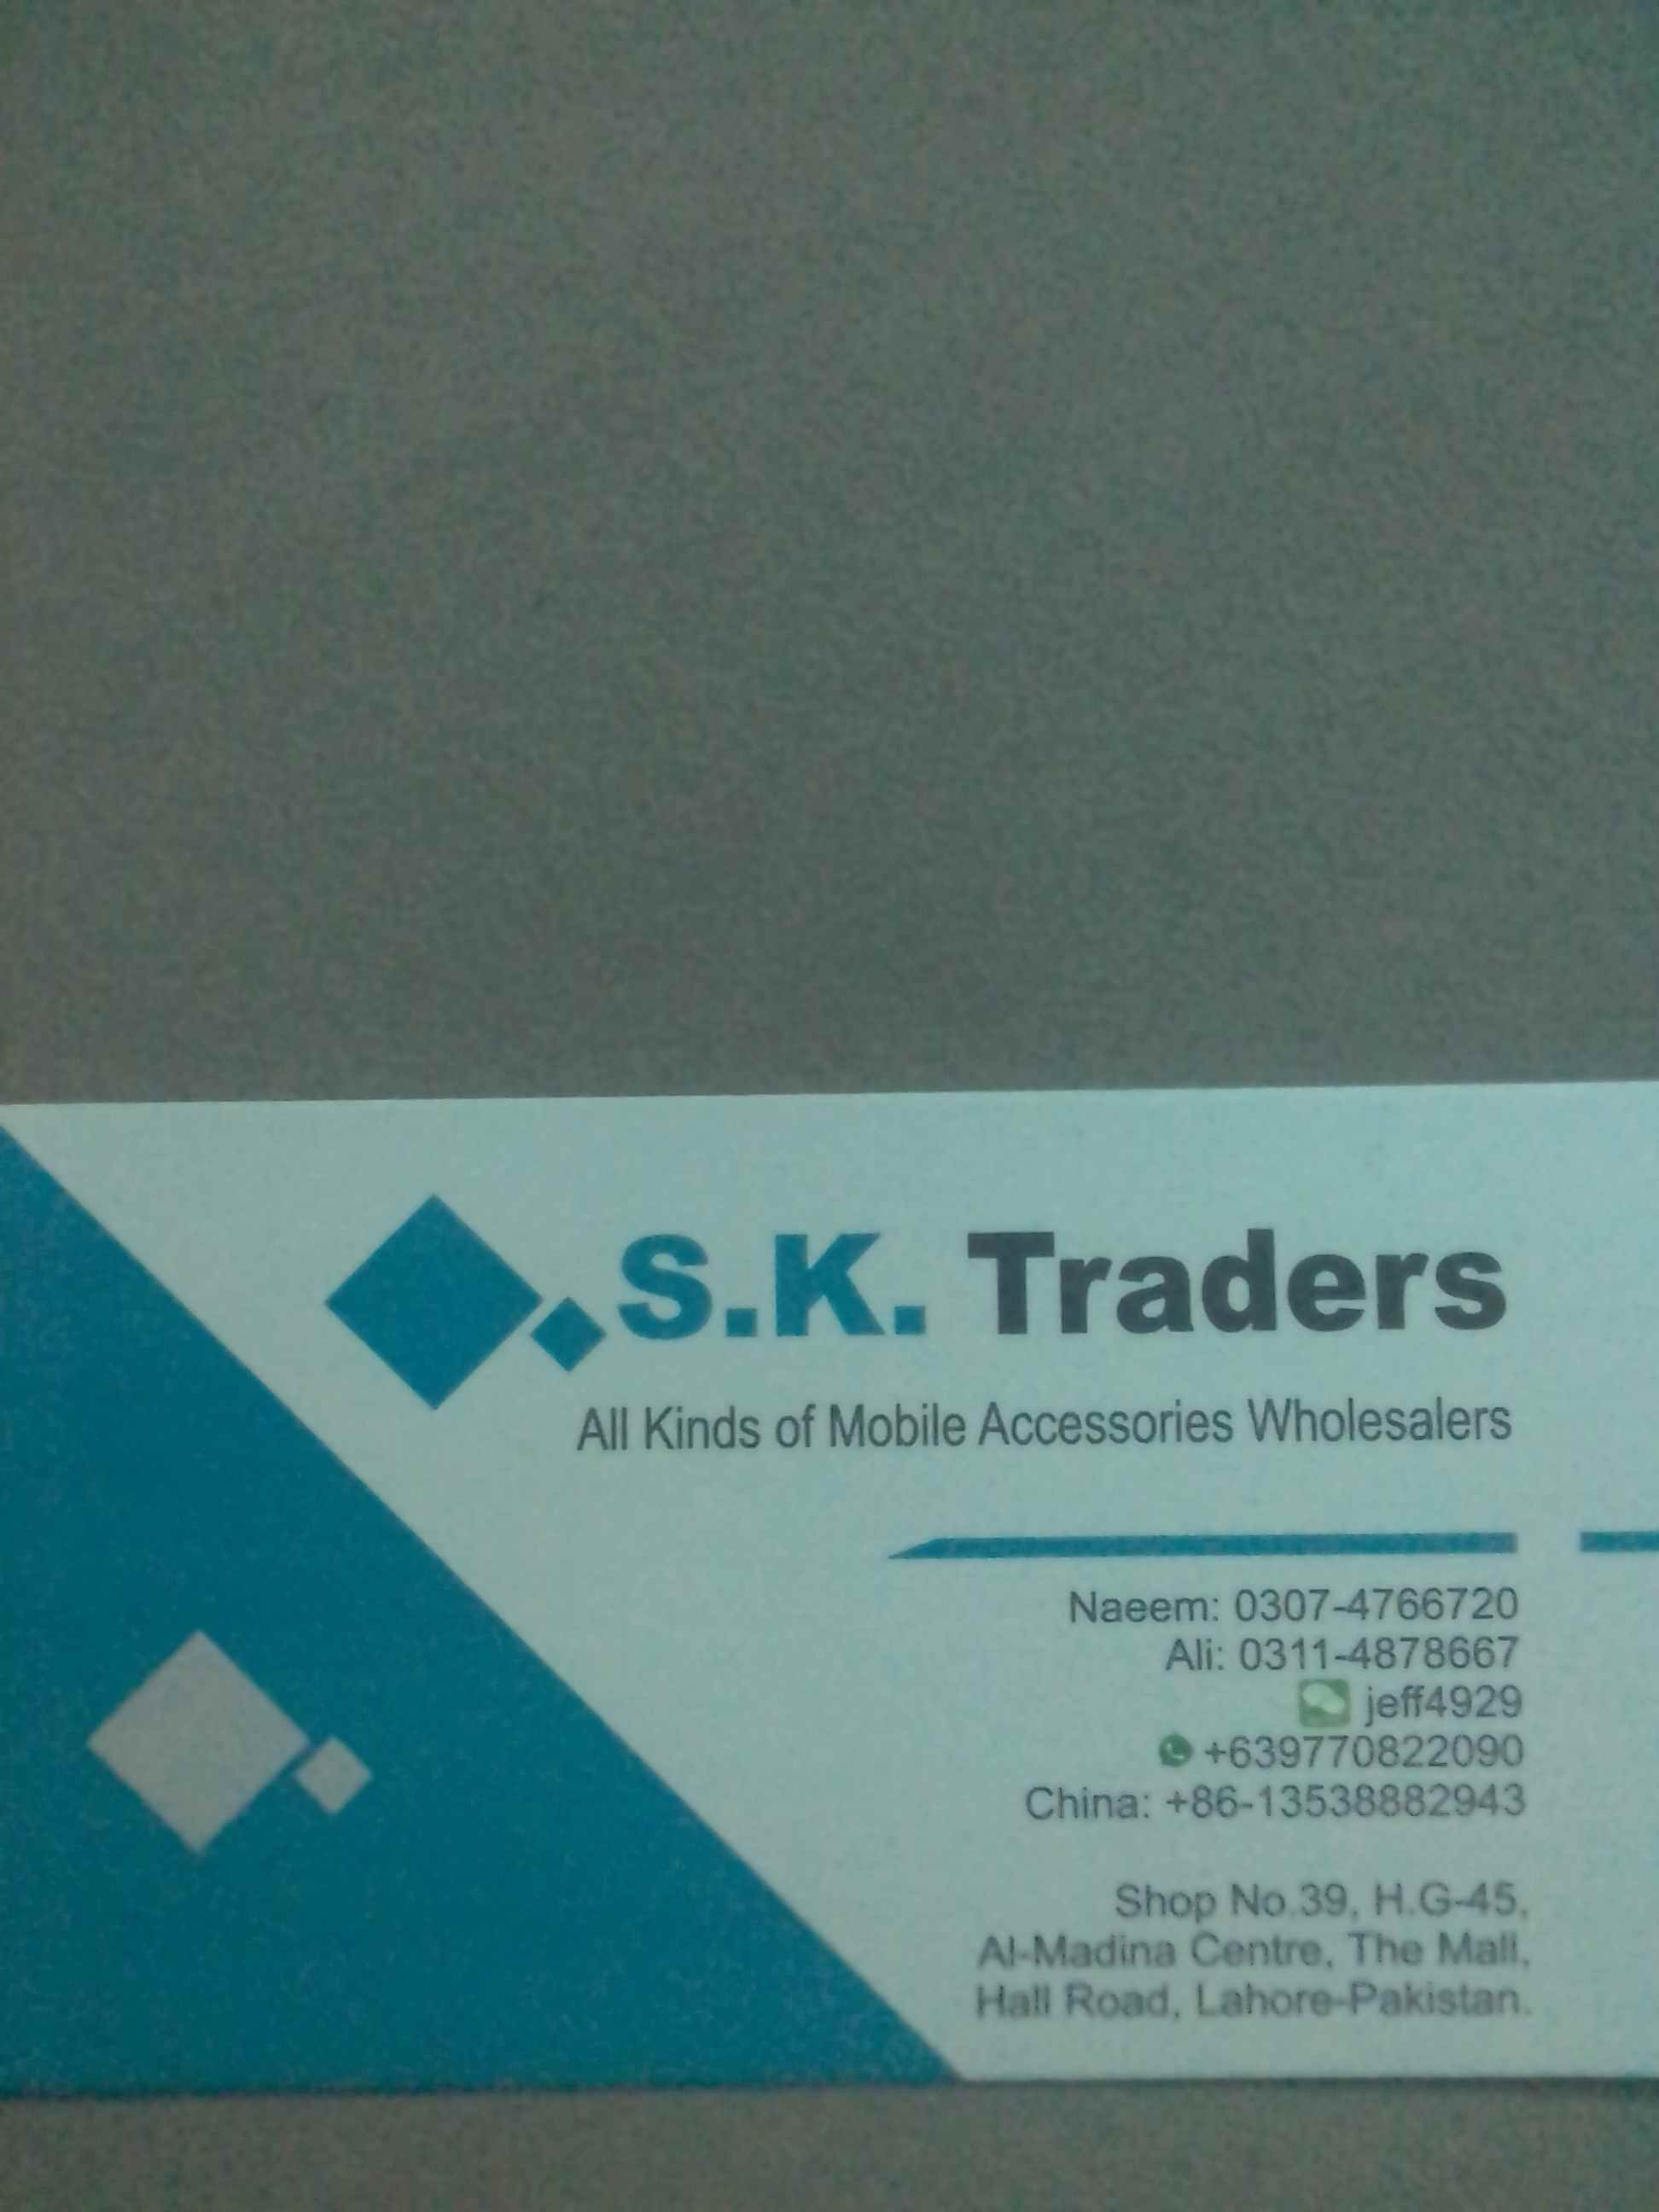 S.K. Traders
All Kinds of Mobile Accessories Wholesalers
Naeem: 0307-4766720
Ali: 0311-4878667
jeff4929
+639770822090
China: +86-13538882943
Shop No.39, H.G-45,
Al-Madina Centre, The Mall,
Hall Road, Lahore-Pakistan.